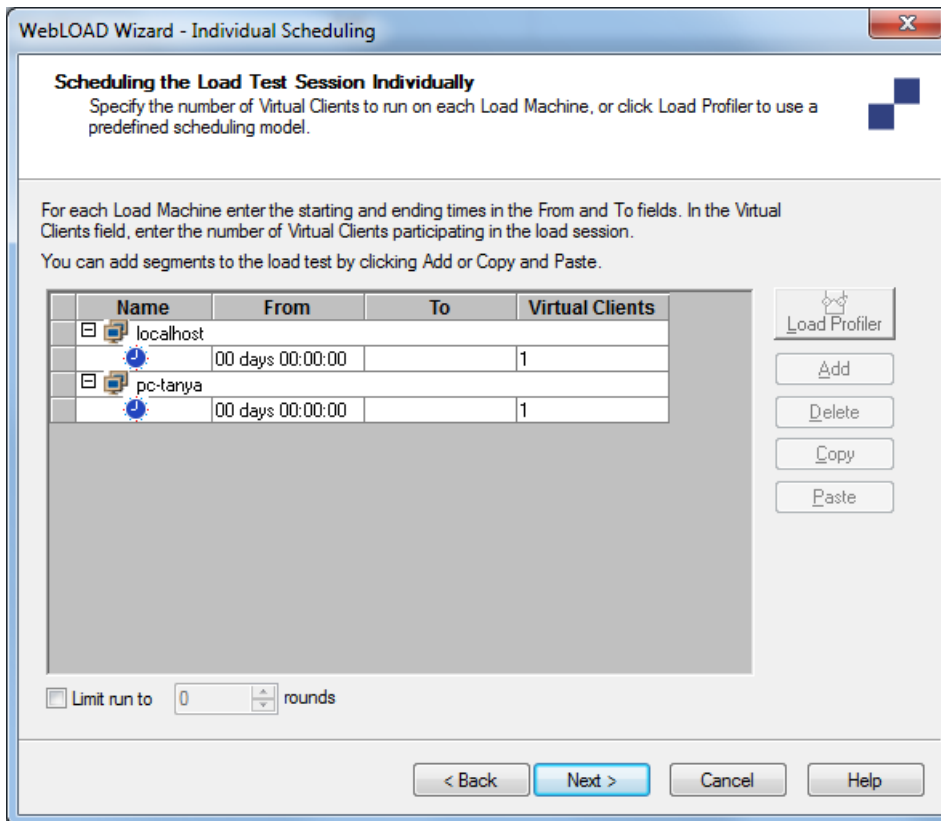 WebLOAD Wizard - Individual Scheduling
Scheduling the Load Test Session Individually
Specify the number of Virtual Clients to run on each Load Machine, or click Load Profiler to use a
predefined scheduling model.
For each Load Machine enter the starting and ending times in the From and To fields. In the Virtual
Clients field, enter the number of Virtual Clients participating in the load session.
You can add segments to the load test by clicking Add or Copy and Paste.
Name From To Virtual Clients
localhost
00 days 00:00:00 1
pc-tanya
00 days 00:00:00 1
Load Profiler
Add
Delete
Copy
Paste
Limit run to 0 rounds
< Back Next > Cancel Help